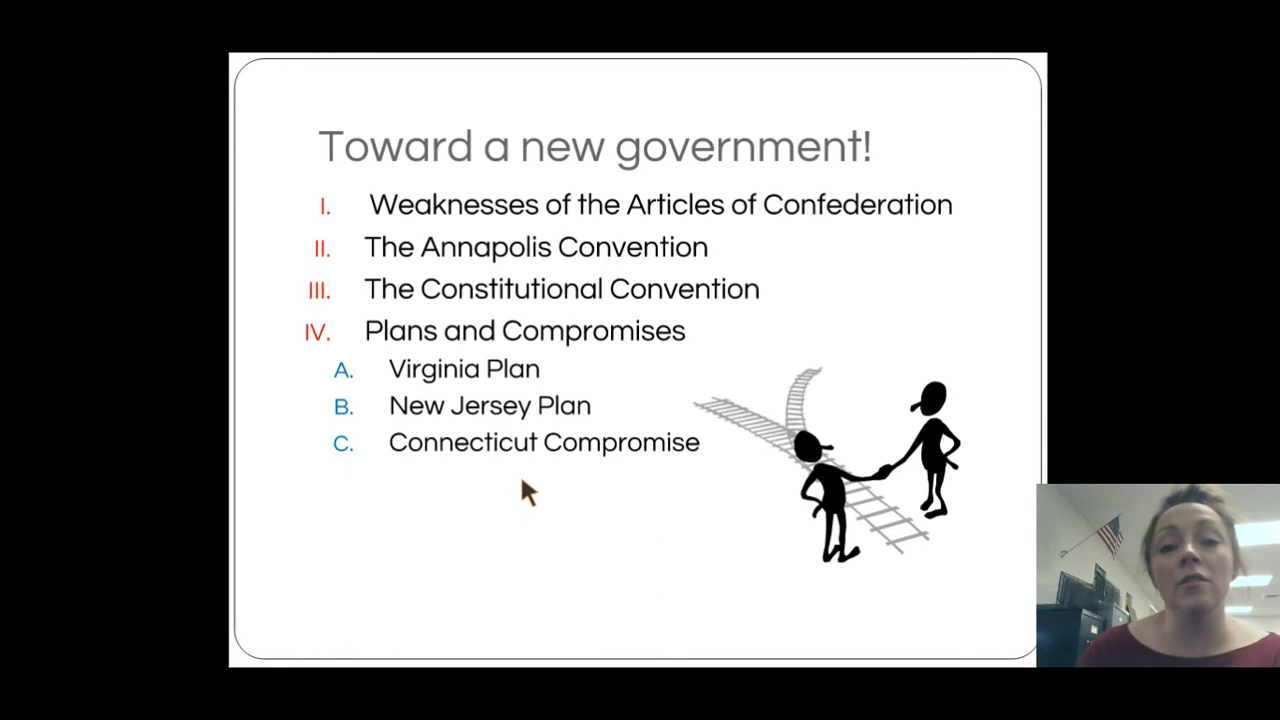 Toward a new government!
I. Weaknesses of the Articles of Confederation
II. The Annapolis Convention
III. The Constitutional Convention
IV. Plans and Compromises
A. Virginia Plan
B. New Jersey Plan
C. Connecticut Compromise